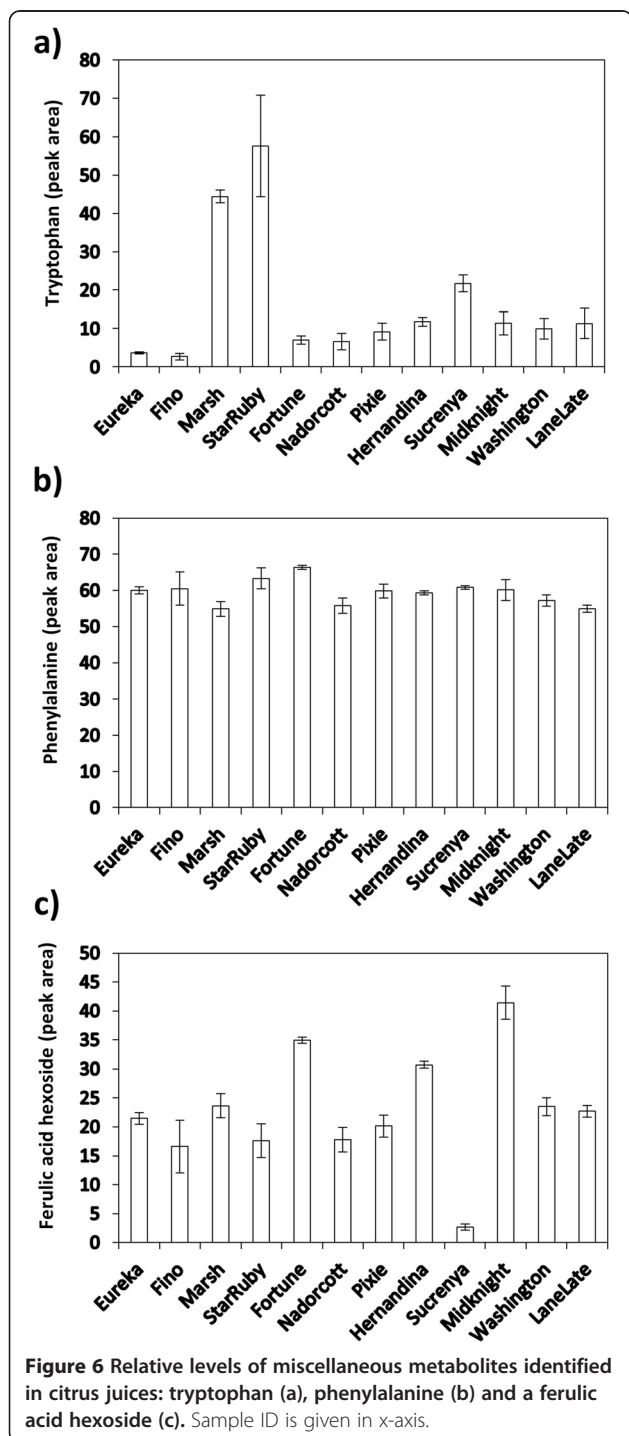 a)
Tryptophan (peak area)
80
70
60
50
40
30
20
10
0
Eureka
Fino
Marsh
StarRuby
Fortune
Nadorcott
Pixie
Hernandina
Sucrenya
Midknight
Washington
LaneLate
b)
Phenylalanine (peak area)
80
70
60
50
40
30
20
10
0
Eureka
Fino
Marsh
StarRuby
Fortune
Nadorcott
Pixie
Hernandina
Sucrenya
Midknight
Washington
LaneLate
c)
Ferulic acid hexoside (peak area)
50
45
40
35
30
25
20
15
10
5
0
Eureka
Fino
Marsh
StarRuby
Fortune
Nadorcott
Pixie
Hernandina
Sucrenya
Midknight
Washington
LaneLate
Figure 6 Relative levels of miscellaneous metabolites identified
in citrus juices: tryptophan (a), phenylalanine (b) and a ferulic
acid hexoside (c). Sample ID is given in x-axis.